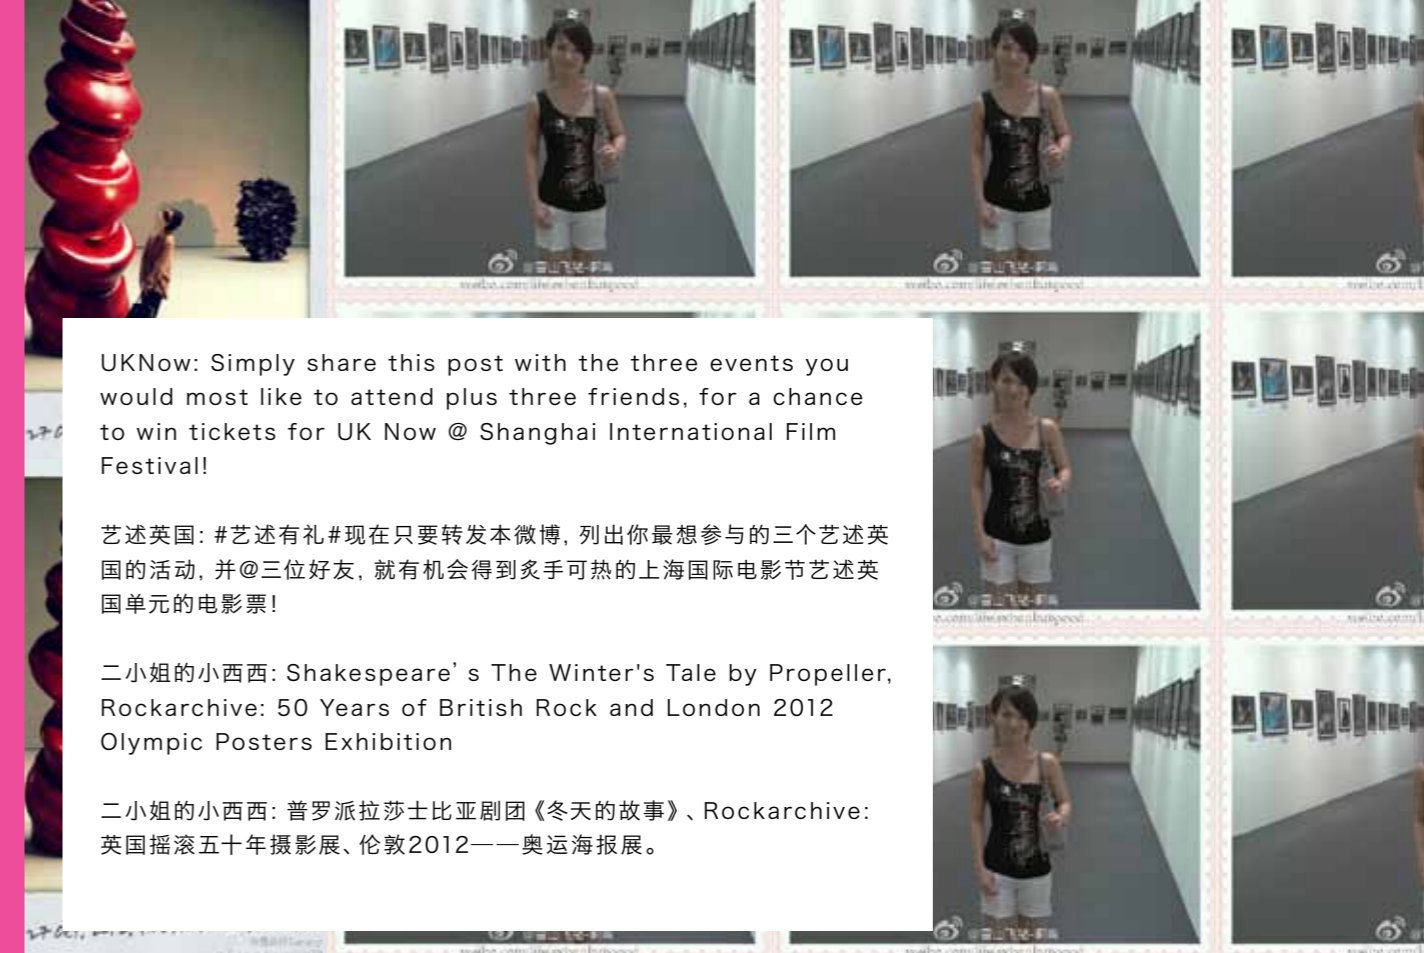 UKNow: Simply share this post with the three events you
would most like to attend plus three friends, for a chance
to win tickets for UK Now @ Shanghai International Film
Festival!
艺述英国: #艺述有礼#现在只要转发本微博, 列出你最想参与的三个艺述英
国的活动, 并@三位好友, 就有机会得到炙手可热的上海国际电影节艺述英
国单元的电影票!
二小姐的小西西: Shakespeare’s The Winter's Tale by Propeller,
Rockarchive: 50 Years of British Rock and London 2012
Olympic Posters Exhibition
二小姐的小西西: 普罗派拉莎士比亚剧团《冬天的故事》、Rockarchive:
英国摇滚五十年摄影展、伦敦2012——奥运海报展。